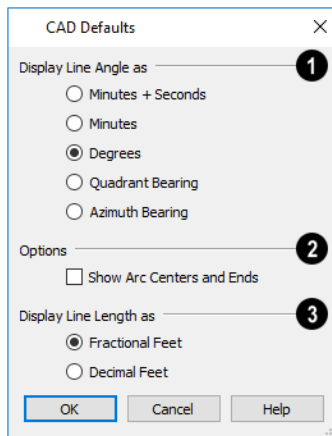 CAD Defaults
Display Line Angle as 1
Minutes + Seconds
Minutes
Degrees
Quadrant Bearing
Azimuth Bearing
Options 2
Show Arc Centers and Ends
Display Line Length as 3
Fractional Feet
Decimal Feet
OK Cancel Help